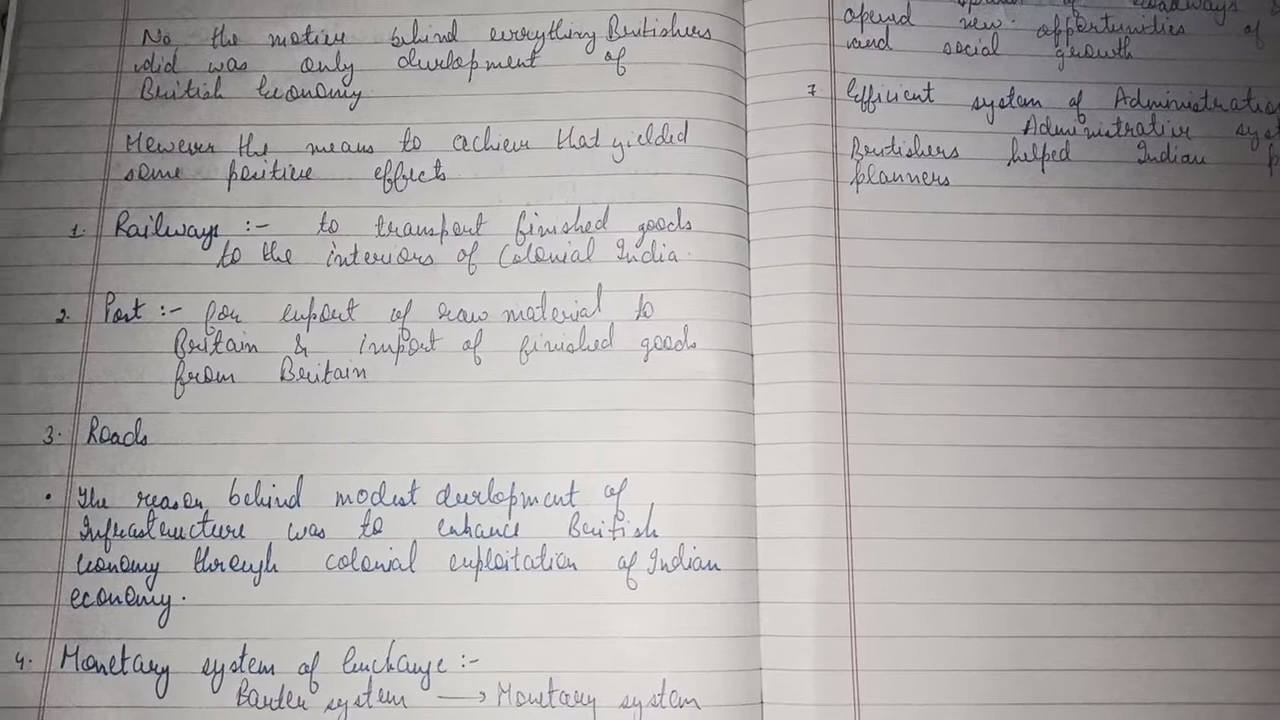 No the motive behind everything Britishers
did was only development of
British Economy
However the means to achieve that yielded
some positive effects
1. Railways :- to transport finished goods
to the interiors of Colonial India.
2. Port :- for export of raw material to
Britain & import of finished goods
from Britain
3. Roads
• The reason behind modest development of
Infrastructure was to enhance British
economy through colonial exploitation of Indian
economy.
4. Monetary system of Exchange :-
Barter system → Monetary system
opend new opportunities of
and social growth
7 Efficient system of Administratio
Administrative syst
Britishers helped Indian
planners